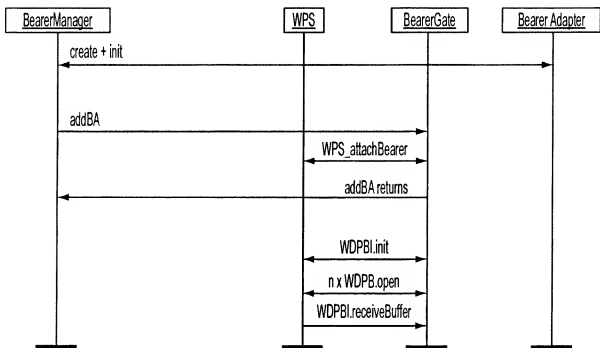 BearerManager
WPS
BearerGate
Bearer Adapter
create + init
addBA
WPS_attachBearer
addBA returns
WDPBI.init
n x WDPB.open
WDPBI.receiveBuffer